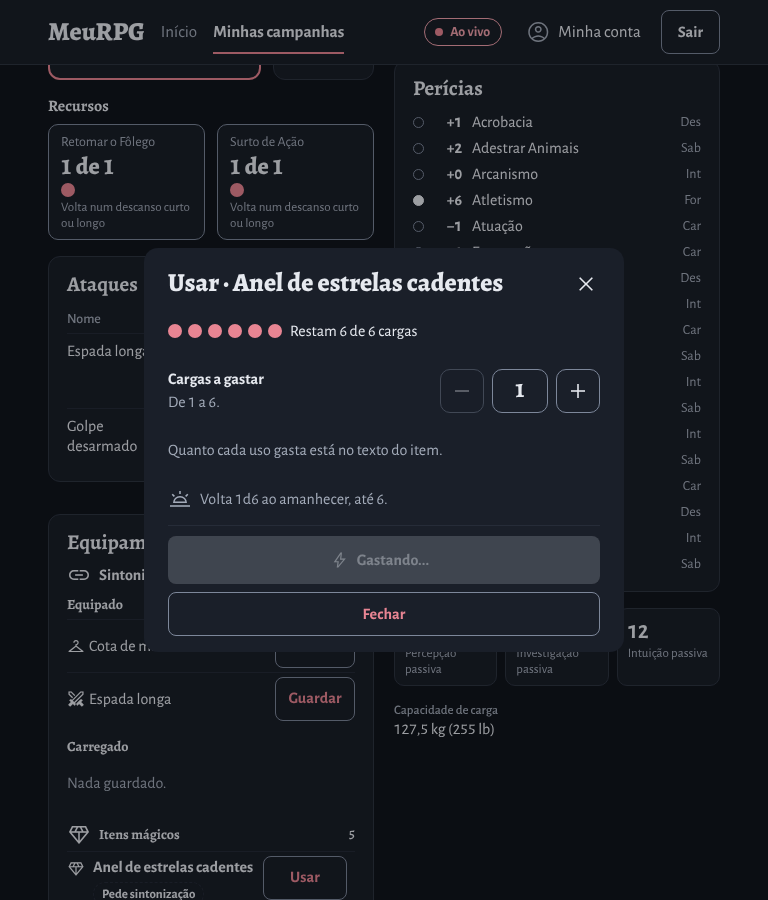 MeuRPG Início Minhas campanhas Ao vivo Minha conta Sair
Recursos
Retomar o Fôlego
1 de 1
Volta num descanso curto
ou longo
Surto de Ação
1 de 1
Volta num descanso curto
ou longo
Ataques
Nome
Espada longa
Golpe
desarmado
Perícias
+1 Acrobacia Des
+2 Adestrar Animais Sab
+0 Arcanismo Int
+6 Atletismo For
−1 Atuação Car
Car
Des
Int
Car
Sab
Int
Sab
Int
Sab
Car
Des
Int
Sab
Usar · Anel de estrelas cadentes
Restam 6 de 6 cargas
Cargas a gastar
De 1 a 6.
1
Quanto cada uso gasta está no texto do item.
Volta 1d6 ao amanhecer, até 6.
Gastando...
Fechar
Equipam
Sintoni
Equipado
Cota de m
Espada longa Guardar
Carregado
Nada guardado.
Itens mágicos 5
Anel de estrelas cadentes Usar
Pede sintonização
Percepção
passiva
Investigação
passiva
12
Intuição passiva
Capacidade de carga
127,5 kg (255 lb)